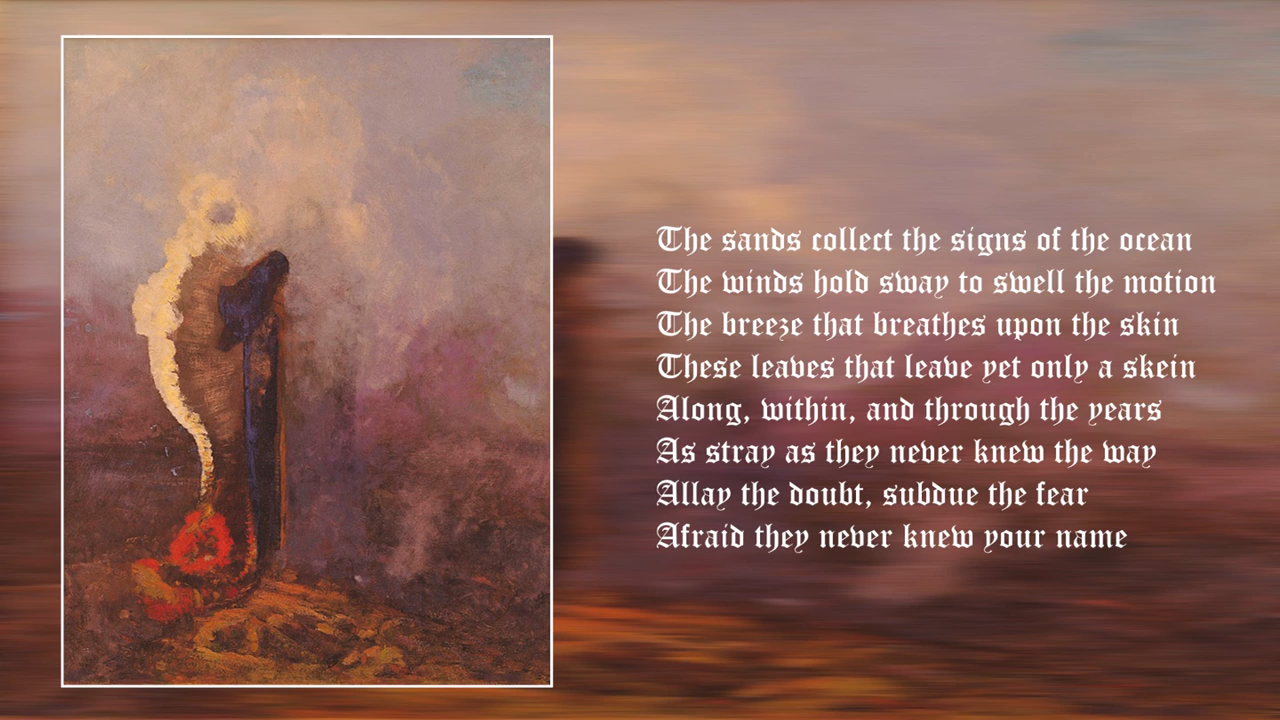 The sands collect the signs of the ocean
The winds hold sway to swell the motion
The breeze that breathes upon the skin
These leaves that leave yet only a skein
Along, within, and through the years
As stray as they never knew the way
Allay the doubt, subdue the fear
Afraid they never knew your name